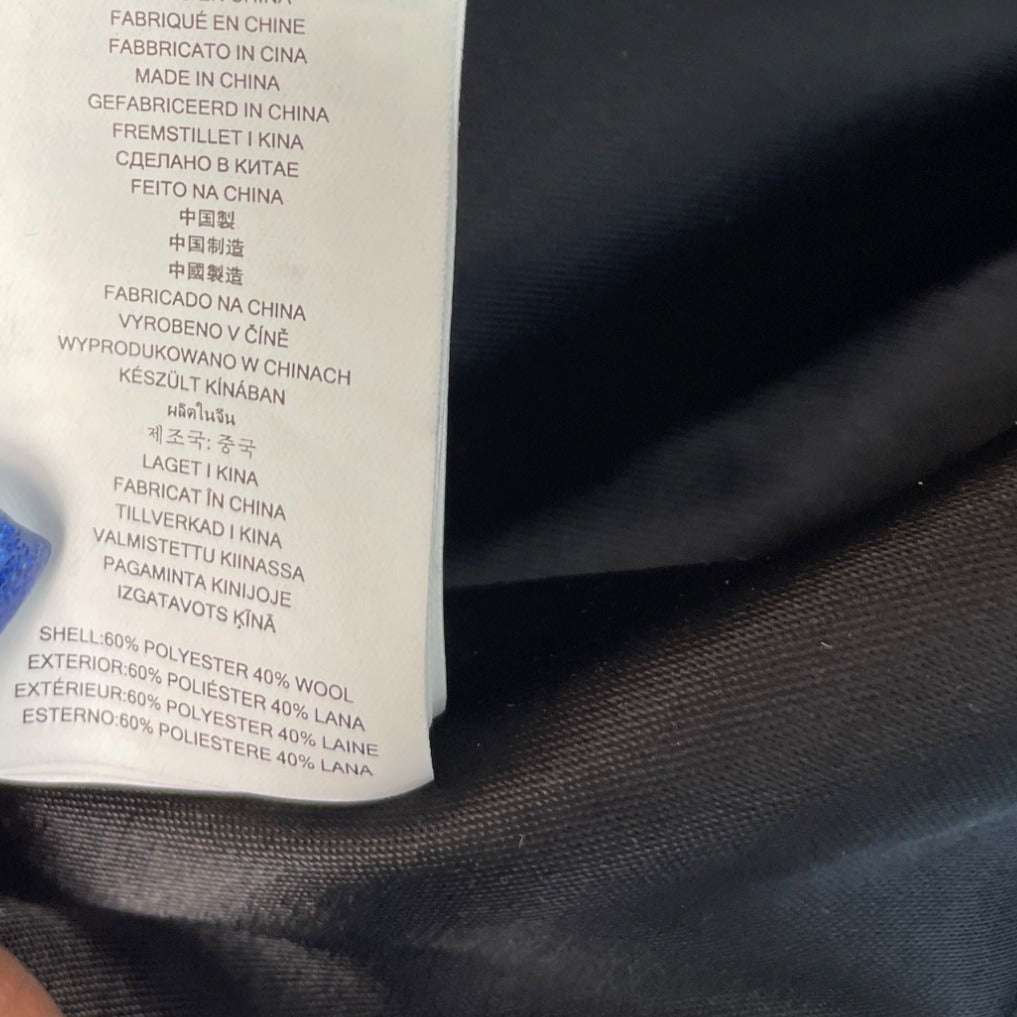 EN CHINA
FABRIQUÉ EN CHINE
FABBRICATO IN CINA
MADE IN CHINA
GEFABRICEERD IN CHINA
FREMSTILLET I KINA
СДЕЛАНО В КИТАЕ
FEITO NA CHINA
中国製
中国制造
中國製造
FABRICADO NA CHINA
VYROBENO V ČÍNĚ
WYPRODUKOWANO W CHINACH
KÉSZÜLT KÍNÁBAN
ผลิตในจีน
제조국: 중국
LAGET I KINA
FABRICAT ÎN CHINA
TILLVERKAD I KINA
VALMISTETTU KIINASSA
PAGAMINTA KINIJOJE
IZGATAVOTS ĶĪNĀ
SHELL:60% POLYESTER 40% WOOL
EXTERIOR:60% POLIÉSTER 40% LANA
EXTÉRIEUR:60% POLYESTER 40% LAINE
ESTERNO:60% POLIESTERE 40% LANA